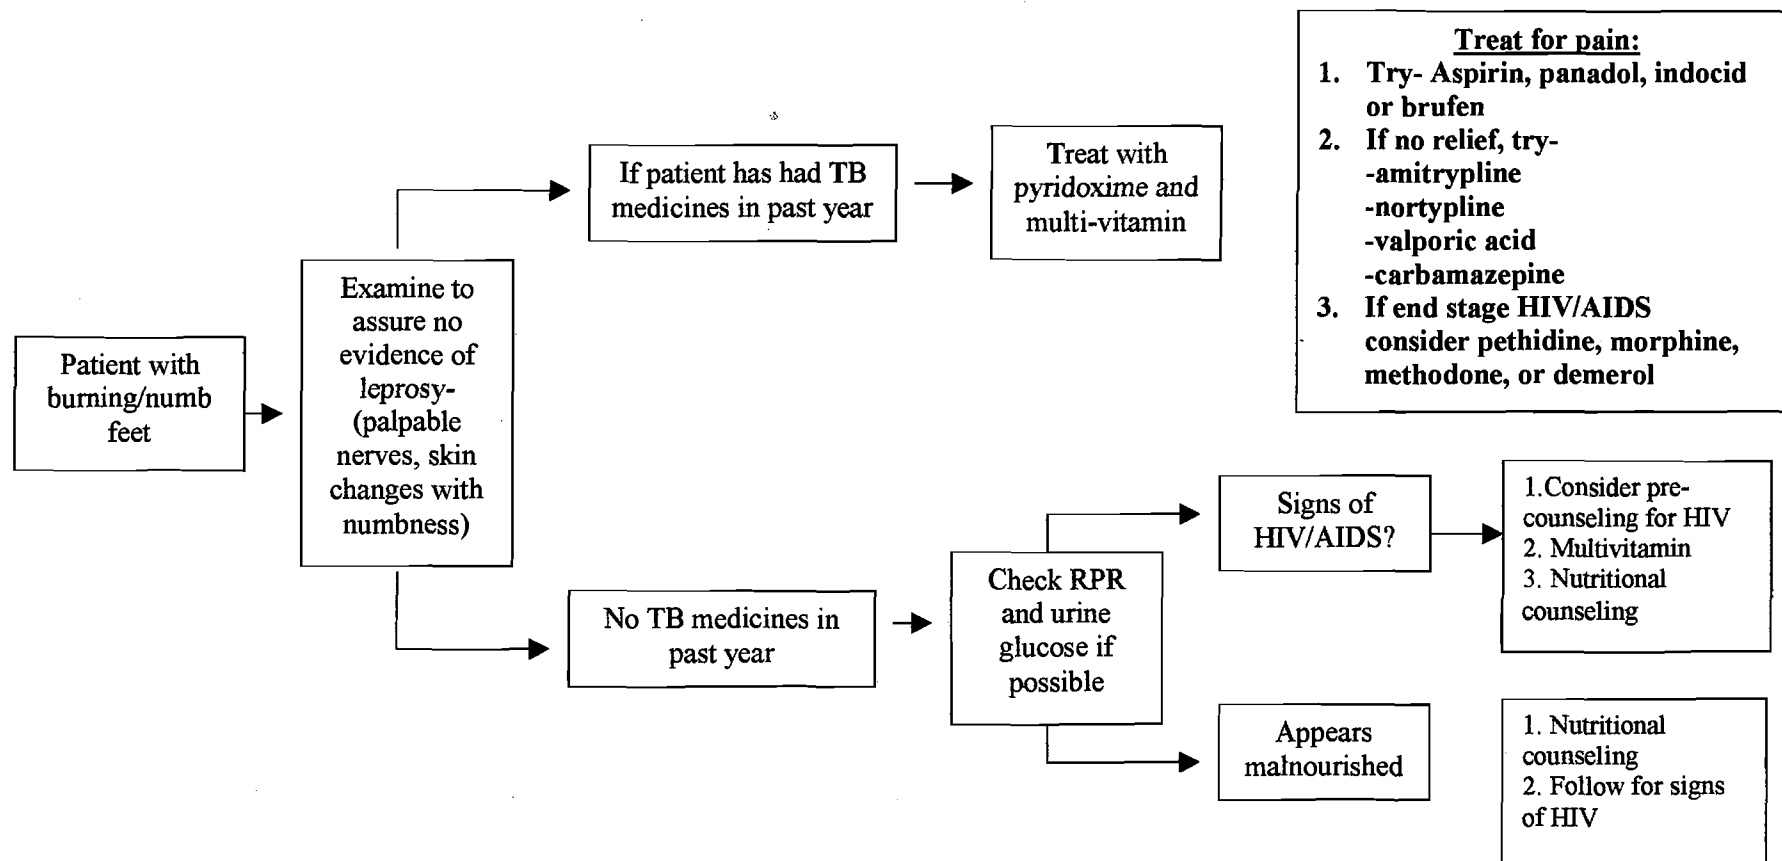 Treat for pain:
1. Try- Aspirin, panadol, indocid
or brufen
2. If no relief, try-
-amitrypline
-nortypline
-valporic acid
-carbamazepine
3. If end stage HIV/AIDS
consider pethidine, morphine,
methodone, or demerol
If patient has had TB
medicines in past year
Treat with
pyridoxime and
multi-vitamin
Patient with
burning/numb
feet
Examine to
assure no
evidence of
leprosy-
(palpable
nerves, skin
changes with
numbness)
No TB medicines in
past year
Check RPR
and urine
glucose if
possible
Signs of
HIV/AIDS?
1.Consider pre-
counseling for HIV
2. Multivitamin
3. Nutritional
counseling
Appears
malnourished
1. Nutritional
counseling
2. Follow for signs
of HIV